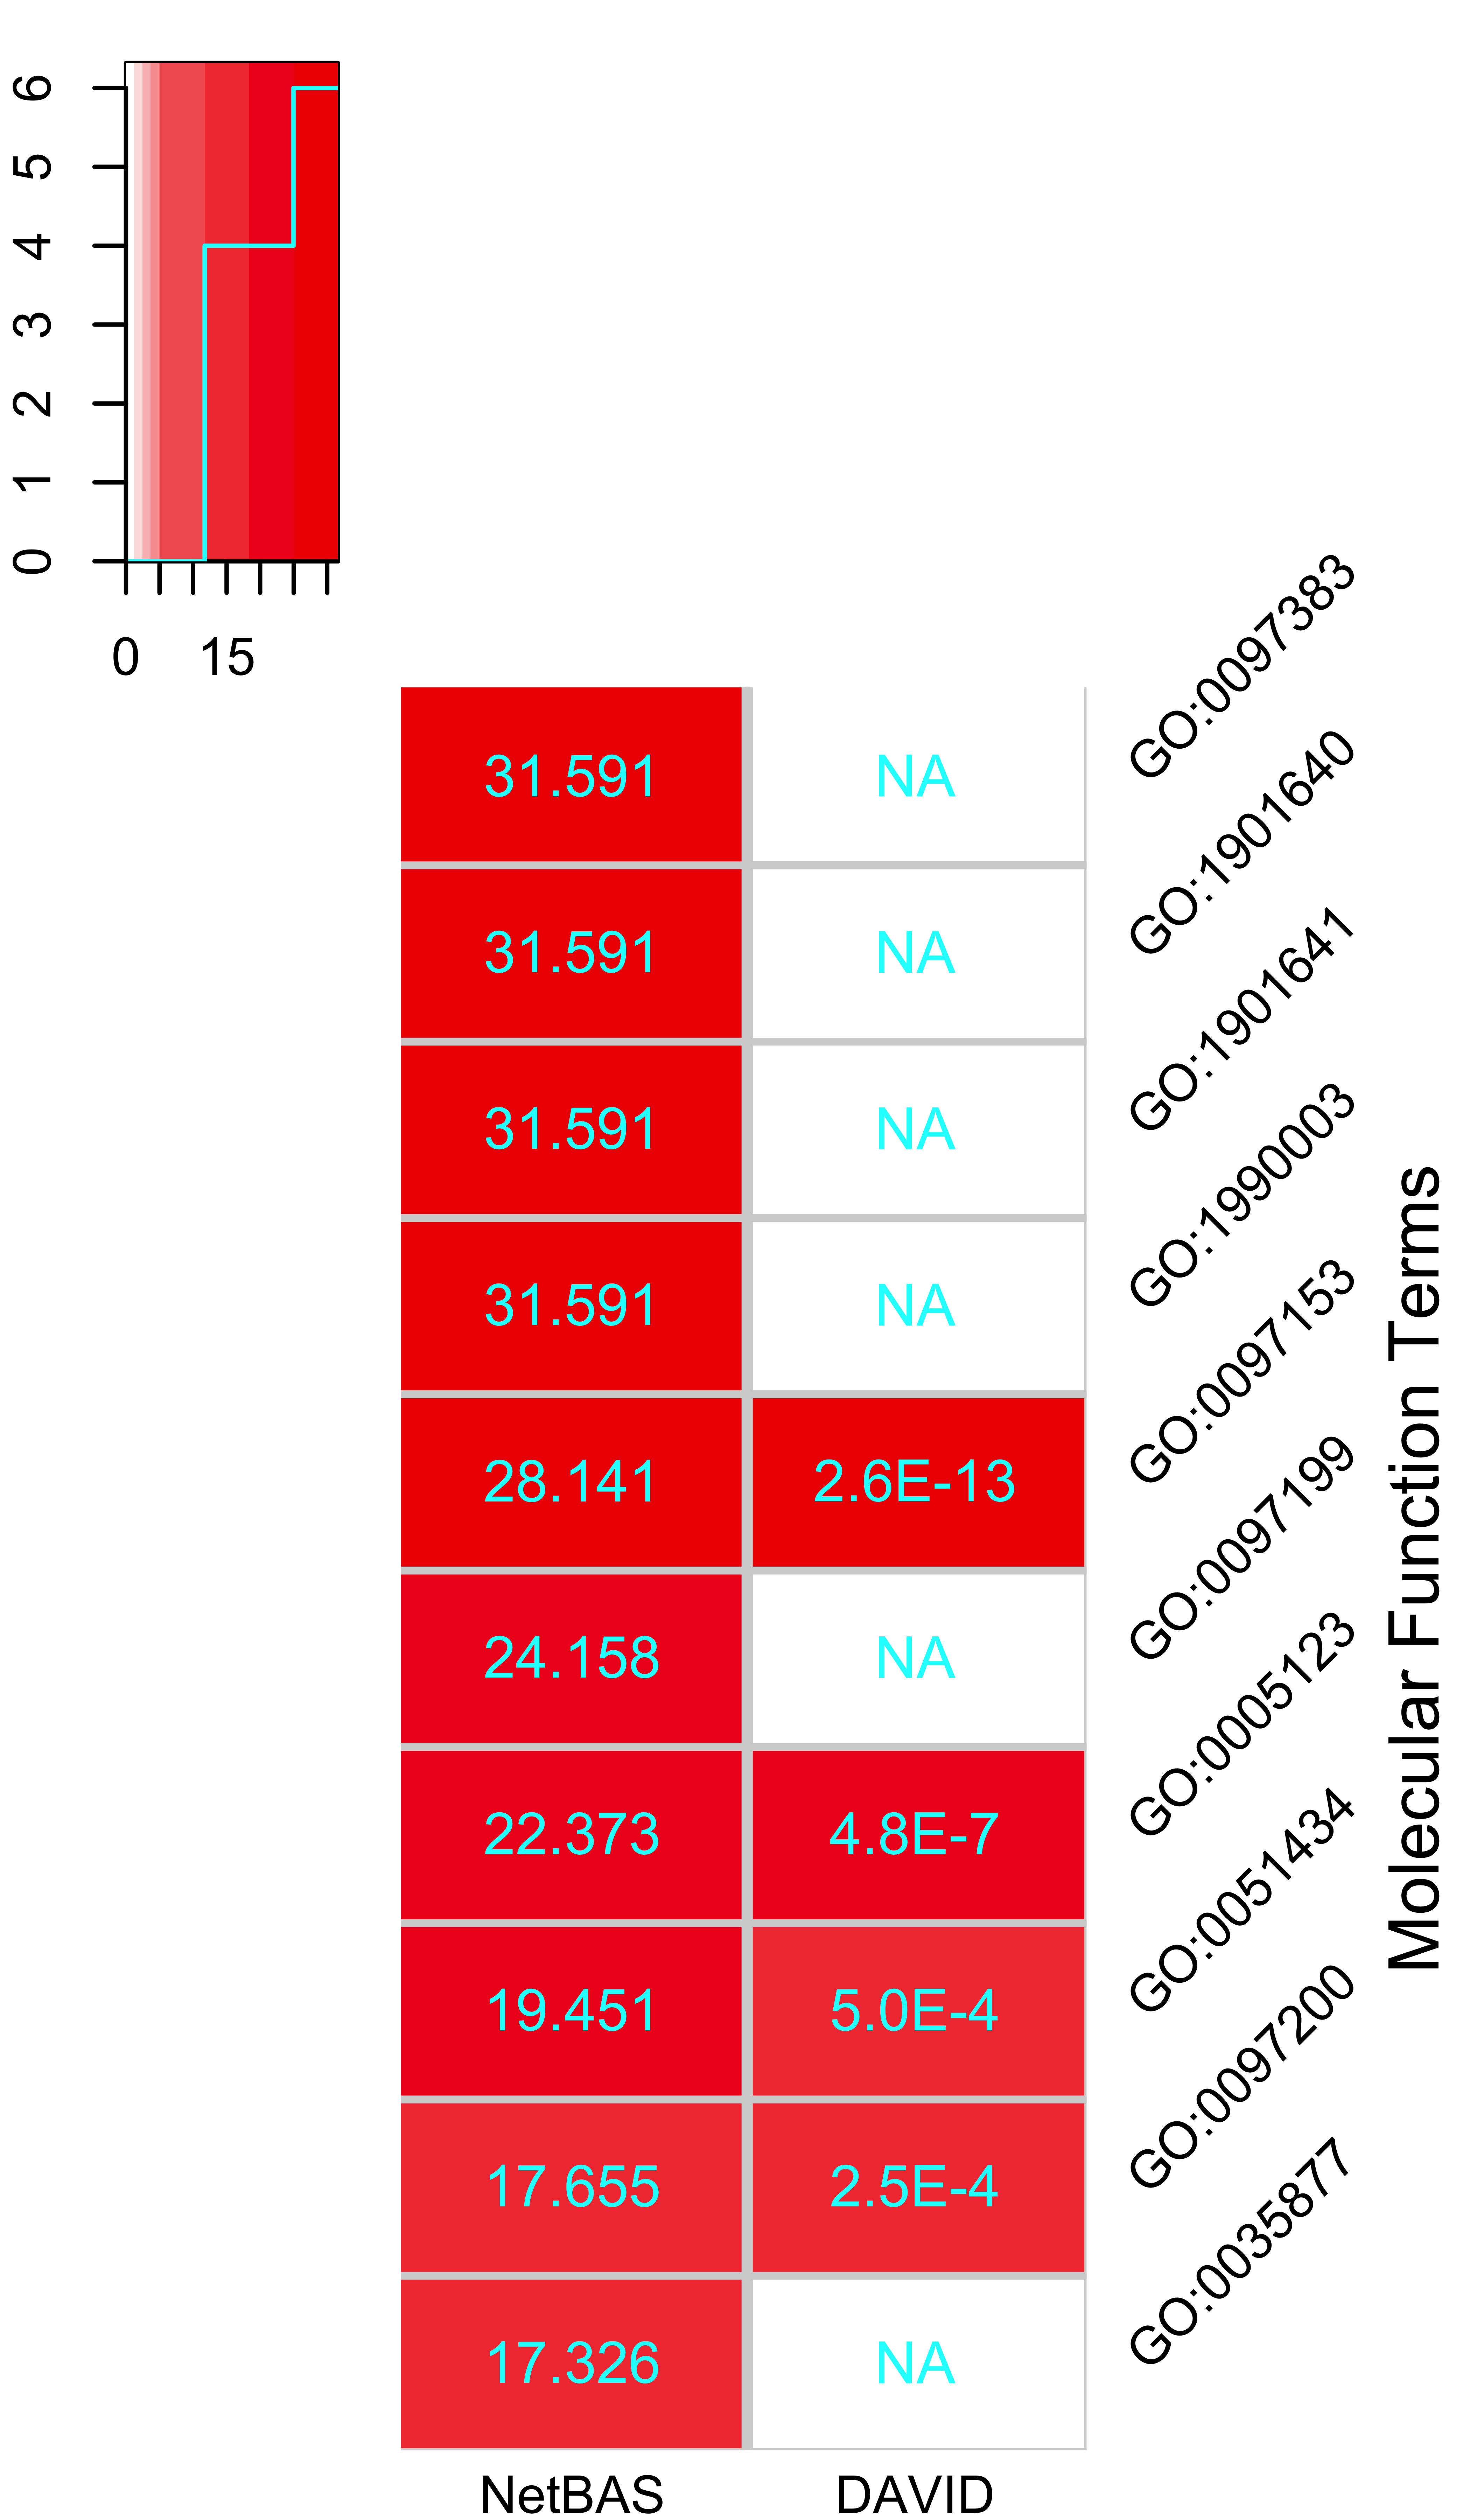 6
5
4
3
2
1
0
0 15
31.591 NA GO:0097383
31.591 NA GO:1901640
31.591 NA GO:1901641
31.591 NA GO:1990003
28.141 2.6E-13 GO:0097153
24.158 NA GO:0097199
22.373 4.8E-7 GO:0005123
19.451 5.0E-4 GO:0051434
17.655 2.5E-4 GO:0097200
17.326 NA GO:0035877
Molecular Function Terms
NetBAS DAVID